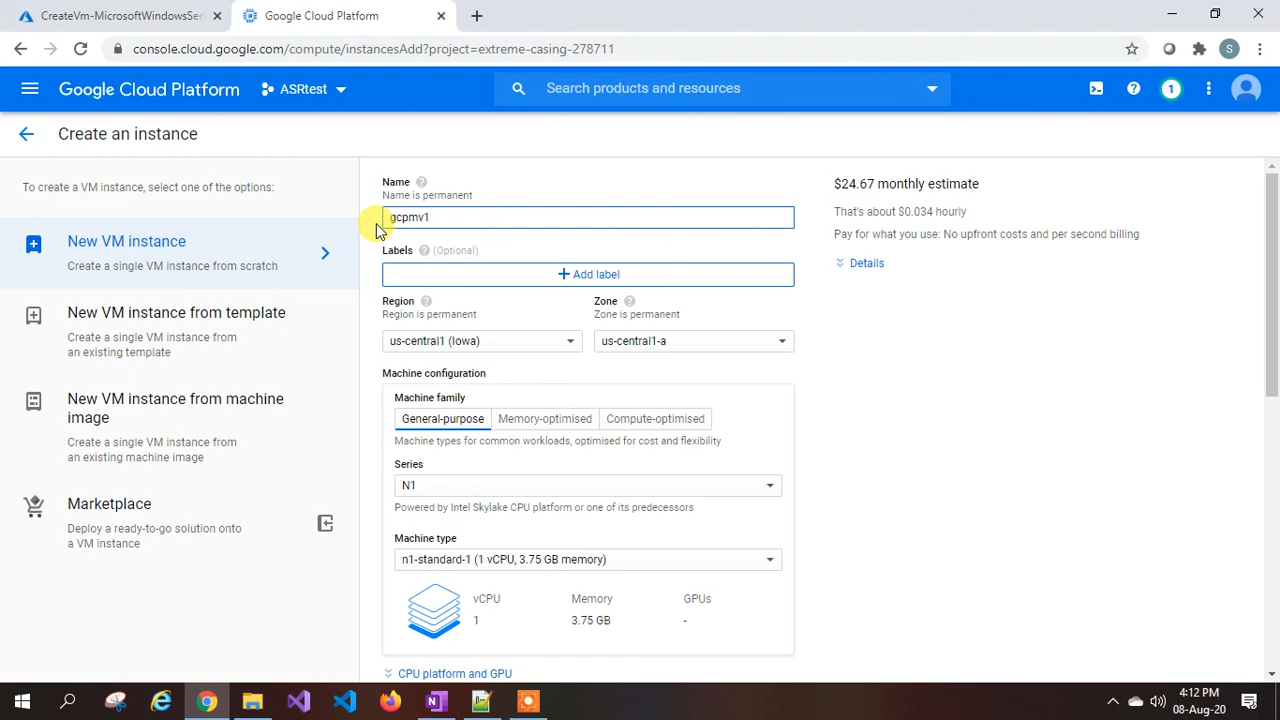 CreateVm-MicrosoftWindowsSer
Google Cloud Platform
console.cloud.google.com/compute/instancesAdd?project=extreme-casing-278711
S
Google Cloud Platform
ASRtest
Search products and resources
1
Create an instance
To create a VM instance, select one of the options:
New VM instance
Create a single VM instance from scratch
New VM instance from template
Create a single VM instance from
an existing template
New VM instance from machine
image
Create a single VM instance from
an existing machine image
Marketplace
Deploy a ready-to-go solution onto
a VM instance
Name
Name is permanent
gcpmv1
Labels (Optional)
Add label
Region
Region is permanent
us-central1 (Iowa)
Zone
Zone is permanent
us-central1-a
Machine configuration
Machine family
General-purpose
Memory-optimised
Compute-optimised
Machine types for common workloads, optimised for cost and flexibility
Series
N1
Powered by Intel Skylake CPU platform or one of its predecessors
Machine type
n1-standard-1 (1 vCPU, 3.75 GB memory)
vCPU
1
Memory
3.75 GB
GPUs
-
CPU platform and GPU
$24.67 monthly estimate
That's about $0.034 hourly
Pay for what you use: No upfront costs and per second billing
Details
4:12 PM
08-Aug-20